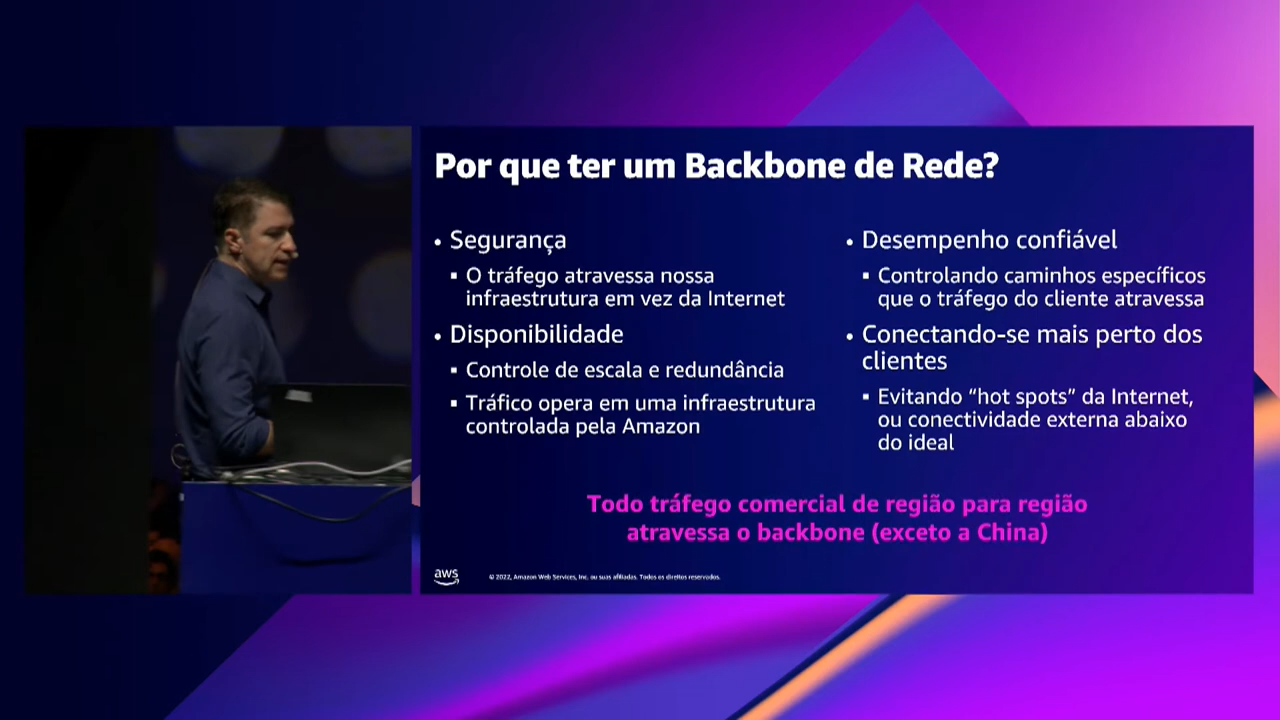 Por que ter um Backbone de Rede?
• Segurança
▪ O tráfego atravessa nossa
infraestrutura em vez da Internet
• Disponibilidade
▪ Controle de escala e redundância
▪ Tráfico opera em uma infraestrutura
controlada pela Amazon
• Desempenho confiável
▪ Controlando caminhos específicos
que o tráfego do cliente atravessa
• Conectando-se mais perto dos
clientes
▪ Evitando “hot spots” da Internet,
ou conectividade externa abaixo
do ideal
Todo tráfego comercial de região para região
atravessa o backbone (exceto a China)
aws
© 2022, Amazon Web Services, Inc. ou suas afiliadas. Todos os direitos reservados.